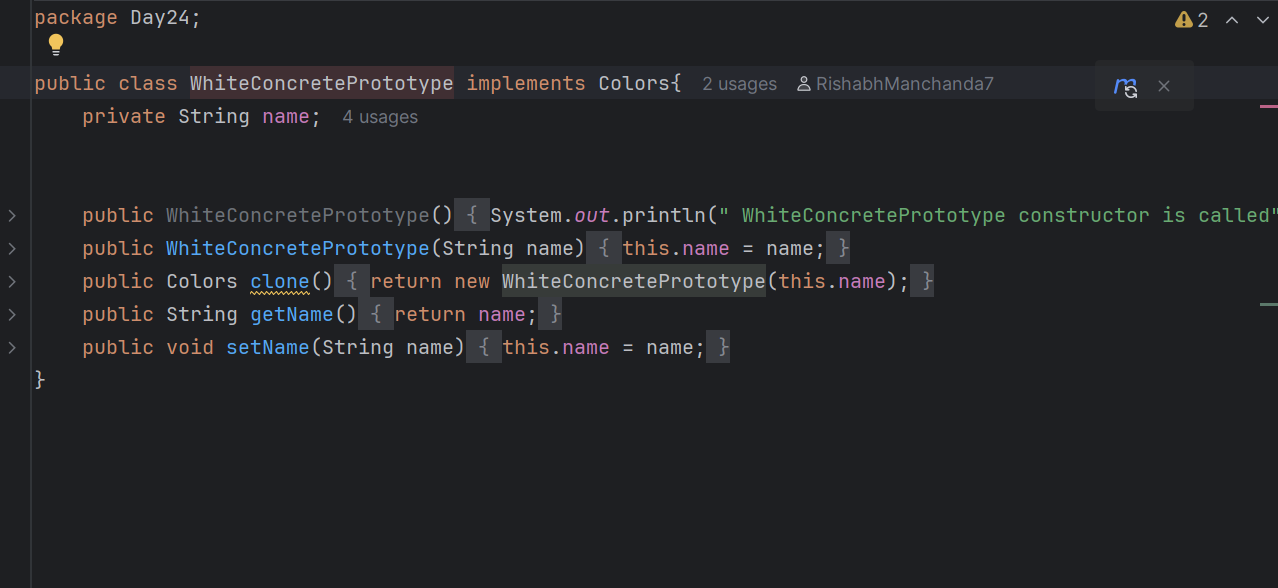 package Day24;
2
public class WhiteConcretePrototype implements Colors{ 2 usages RishabhManchanda7
private String name; 4 usages
public WhiteConcretePrototype() { System.out.println(" WhiteConcretePrototype constructor is called"
public WhiteConcretePrototype(String name) { this.name = name; }
public Colors clone() { return new WhiteConcretePrototype(this.name); }
public String getName() { return name; }
public void setName(String name) { this.name = name; }
}